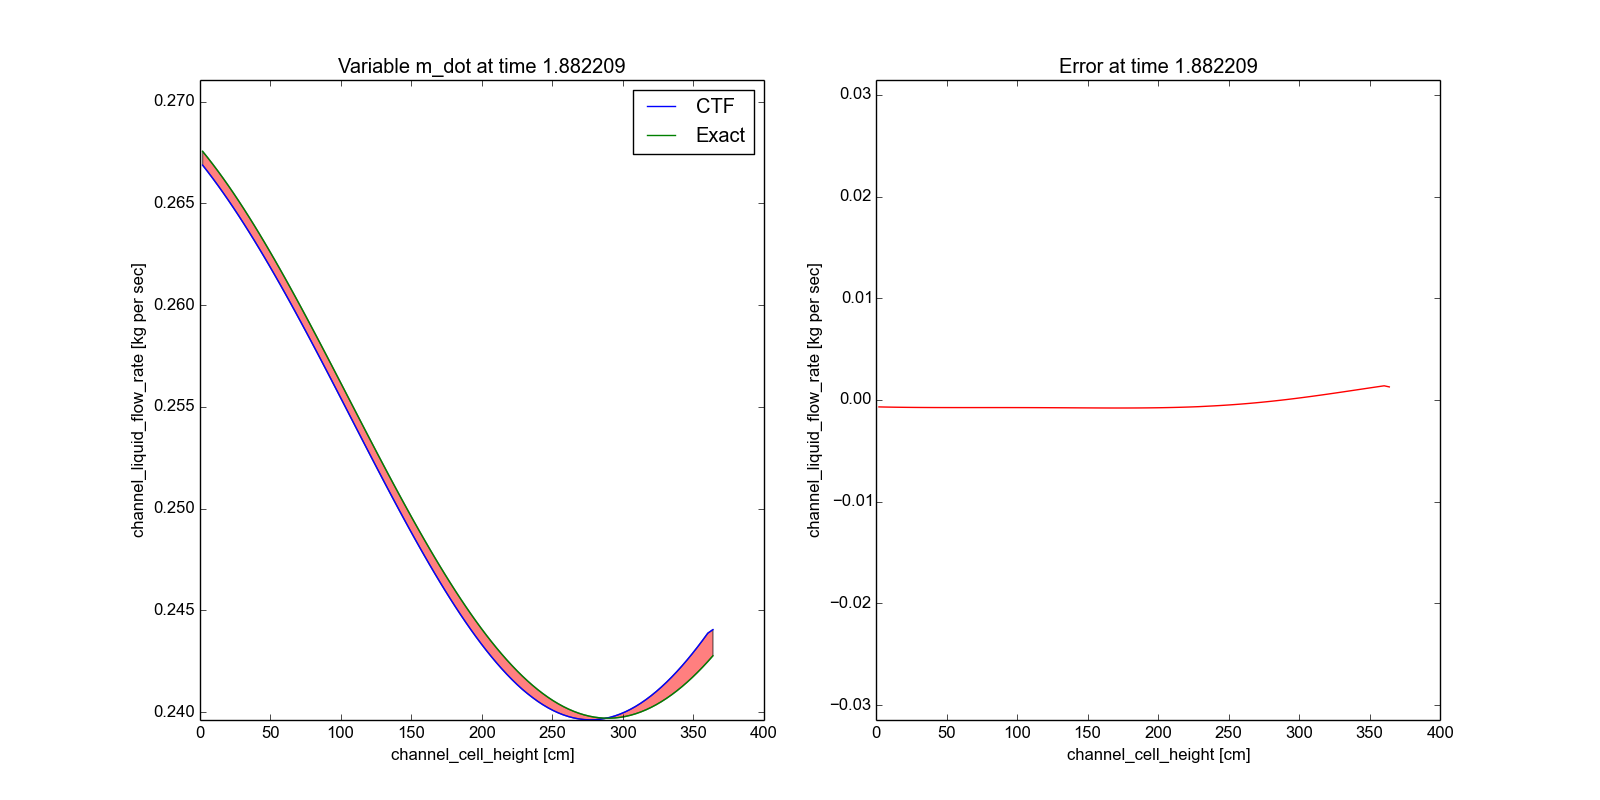 Variable m_dot at time 1.882209
0.270
0.265
0.260
0.255
0.250
0.245
0.240
channel_liquid_flow_rate [kg per sec]
0 50 100 150 200 250 300 350 400
channel_cell_height [cm]
CTF
Exact
Error at time 1.882209
0.03
0.02
0.01
0.00
−0.01
−0.02
−0.03
channel_liquid_flow_rate [kg per sec]
0 50 100 150 200 250 300 350 400
channel_cell_height [cm]